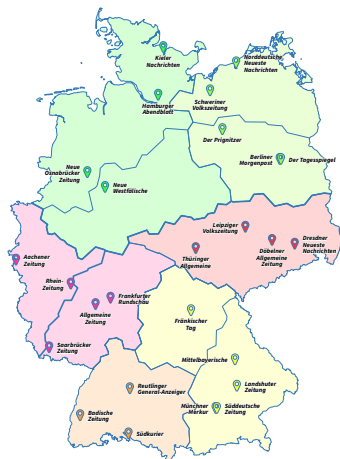 Kieler
Nachrichten
Norddeutsche
Neueste
Nachrichten
Hamburger
Abendblatt
Schweriner
Volkszeitung
Der Prignitzer
Berliner
Morgenpost
Der Tagesspiegel
Neue
Osnabrücker
Zeitung
Neue
Westfälische
Leipziger
Volkszeitung
Dresdner
Neueste
Nachrichten
Döbelner
Allgemeine
Zeitung
Thüringer
Allgemeine
Aachener
Zeitung
Rhein-
Zeitung
Frankfurter
Rundschau
Allgemeine
Zeitung
Fränkischer
Tag
Saarbrücker
Zeitung
Mittelbayerische
Reutlinger
General-Anzeiger
Landshuter
Zeitung
Münchner
Merkur
Süddeutsche
Zeitung
Badische
Zeitung
Südkurier